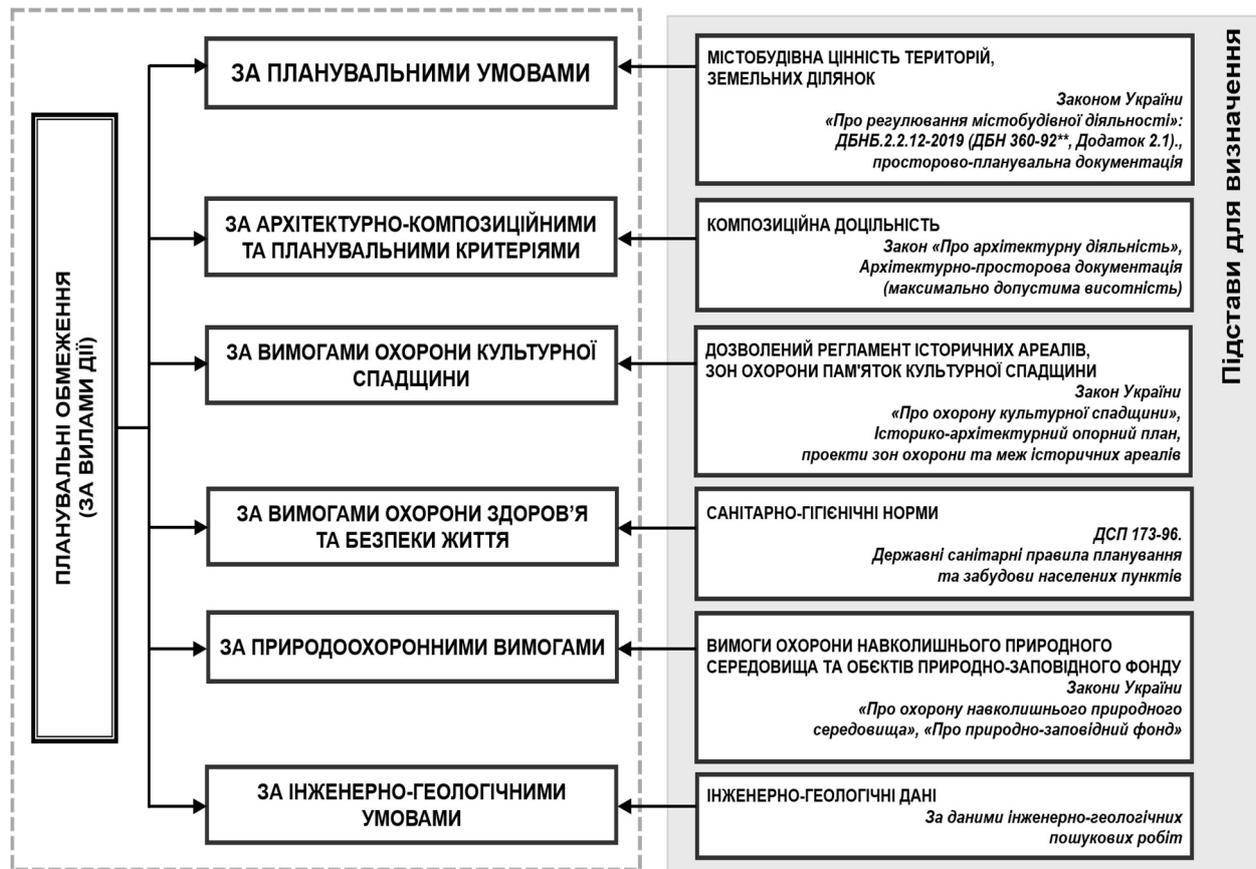 ПЛАНУВАЛЬНІ ОБМЕЖЕННЯ
(ЗА ВИЛАМИ ДІЇ)
ЗА ПЛАНУВАЛЬНИМИ УМОВАМИ
ЗА АРХІТЕКТУРНО-КОМПОЗИЦІЙНИМИ
ТА ПЛАНУВАЛЬНИМИ КРИТЕРІЯМИ
ЗА ВИМОГАМИ ОХОРОНИ КУЛЬТУРНОЇ
СПАДЩИНИ
ЗА ВИМОГАМИ ОХОРОНИ ЗДОРОВ’Я
ТА БЕЗПЕКИ ЖИТТЯ
ЗА ПРИРОДООХОРОННИМИ ВИМОГАМИ
ЗА ІНЖЕНЕРНО-ГЕОЛОГІЧНИМИ
УМОВАМИ
Підстави для визначення
МІСТОБУДІВНА ЦІННІСТЬ ТЕРИТОРІЙ,
ЗЕМЕЛЬНИХ ДІЛЯНОК
Законом України
«Про регулювання містобудівної діяльності»:
ДБНБ.2.2.12-2019 (ДБН 360-92**, Додаток 2.1).,
просторово-планувальна документація
КОМПОЗИЦІЙНА ДОЦІЛЬНІСТЬ
Закон «Про архітектурну діяльність»,
Архітектурно-просторова документація
(максимально допустима висотність)
ДОЗВОЛЕНИЙ РЕГЛАМЕНТ ІСТОРИЧНИХ АРЕАЛІВ,
ЗОН ОХОРОНИ ПАМ'ЯТОК КУЛЬТУРНОЇ СПАДЩИНИ
Закон України
«Про охорону культурної спадщини»,
Історико-архітектурний опорний план,
проекти зон охорони та меж історичних ареалів
САНІТАРНО-ГІГІЄНІЧНІ НОРМИ
ДСП 173-96.
Державні санітарні правила планування
та забудови населених пунктів
ВИМОГИ ОХОРОНИ НАВКОЛИШНЬОГО ПРИРОДНОГО
СЕРЕДОВИЩА ТА ОБЄКТІВ ПРИРОДНО-ЗАПОВІДНОГО ФОНДУ
Закони України
«Про охорону навколишнього природного
середовища», «Про природно-заповідний фонд»
ІНЖЕНЕРНО-ГЕОЛОГІЧНІ ДАНІ
За даними інженерно-геологічних
пошукових робіт